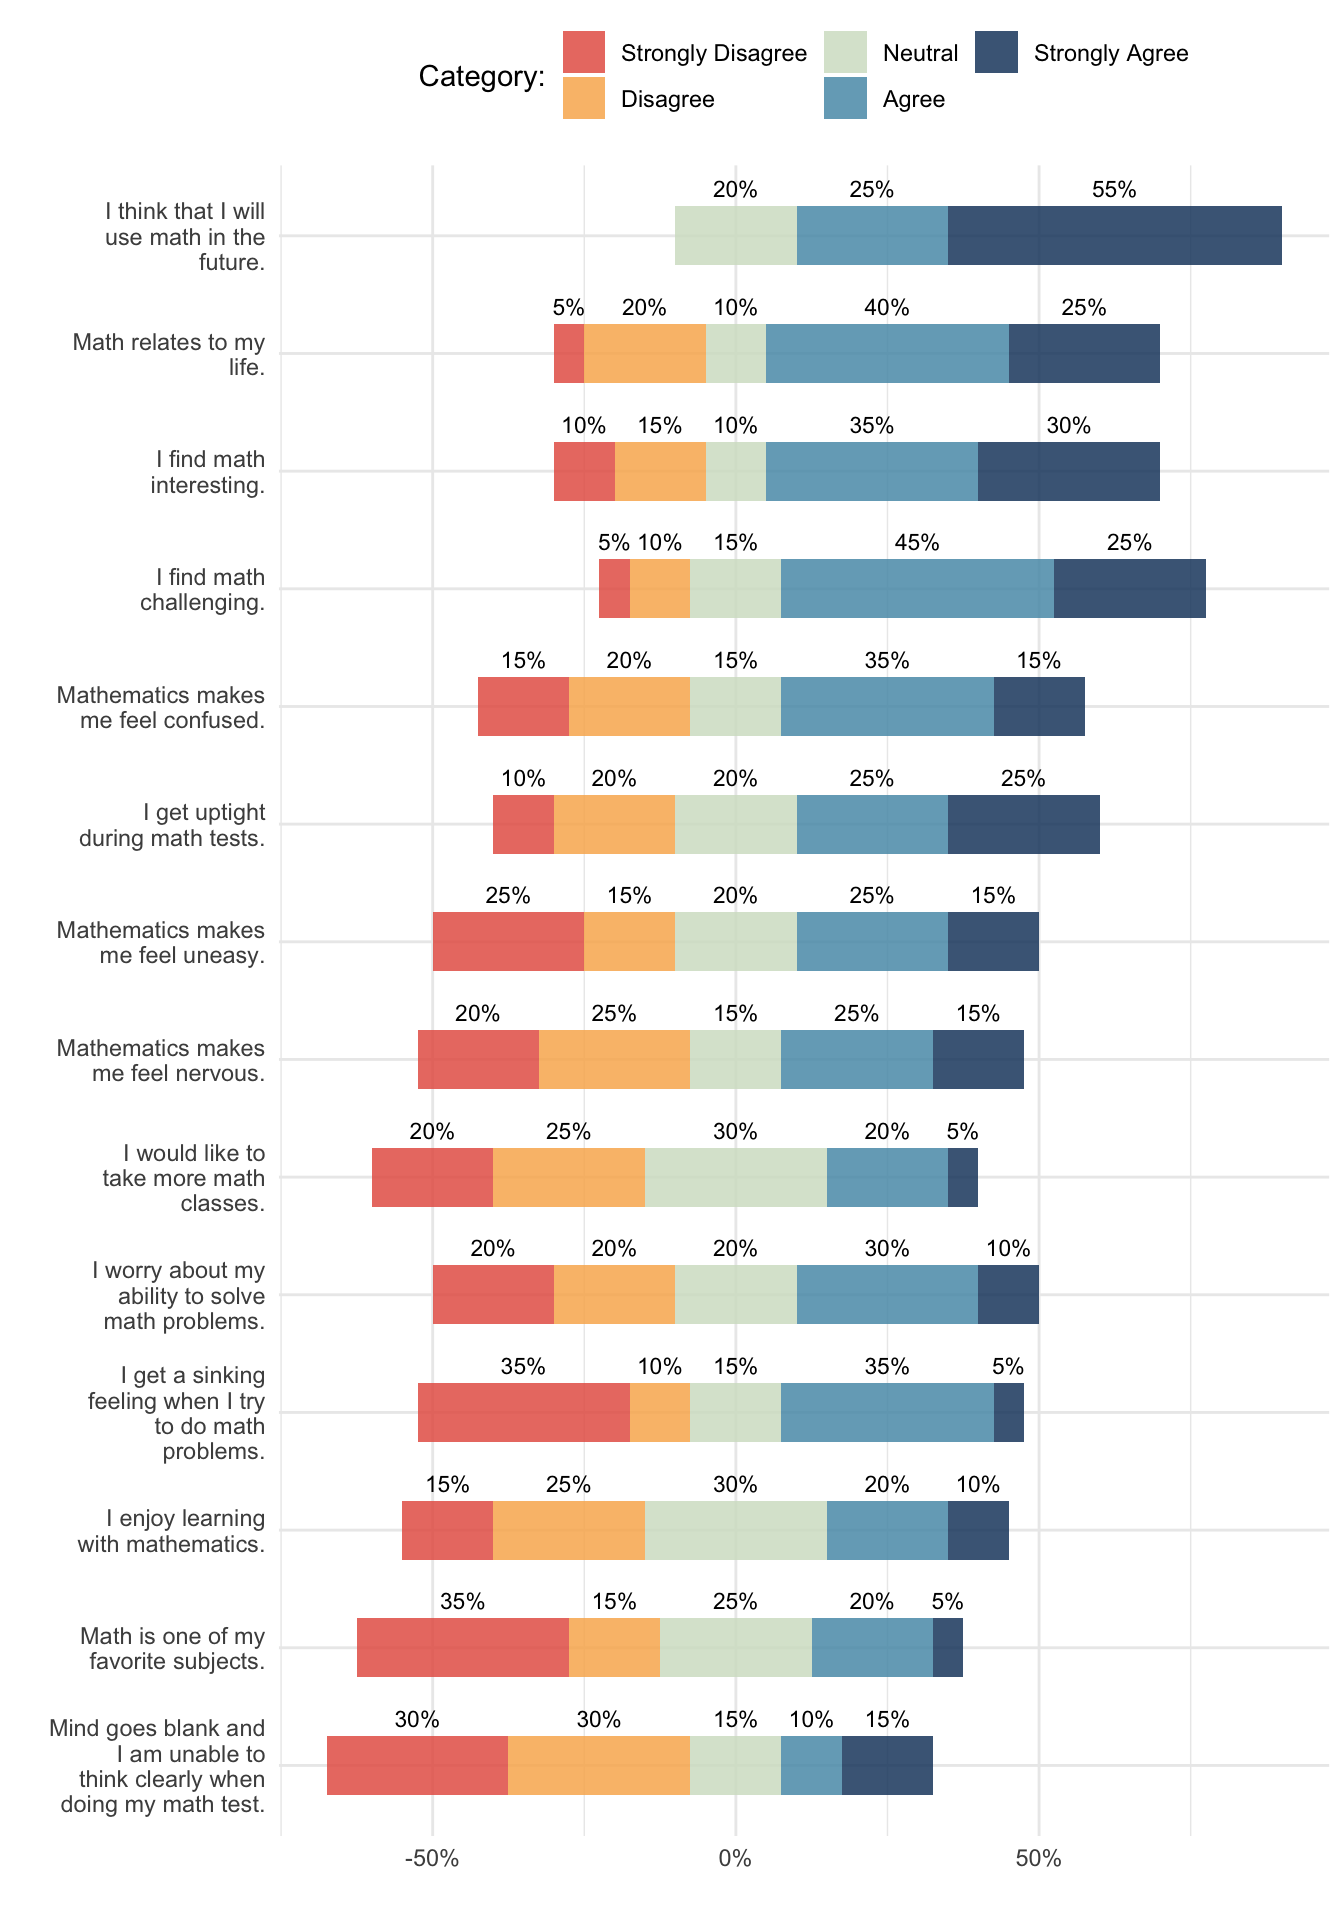 Category:
Strongly Disagree
Neutral
Strongly Agree
Disagree
Agree
20% 25% 55%
I think that I will
use math in the
future.
5% 20% 10% 40% 25%
Math relates to my
life.
10% 15% 10% 35% 30%
I find math
interesting.
5% 10% 15% 45% 25%
I find math
challenging.
15% 20% 15% 35% 15%
Mathematics makes
me feel confused.
10% 20% 20% 25% 25%
I get uptight
during math tests.
25% 15% 20% 25% 15%
Mathematics makes
me feel uneasy.
20% 25% 15% 25% 15%
Mathematics makes
me feel nervous.
20% 25% 30% 20% 5%
I would like to
take more math
classes.
20% 20% 20% 30% 10%
I worry about my
ability to solve
math problems.
35% 10% 15% 35% 5%
I get a sinking
feeling when I try
to do math
problems.
15% 25% 30% 20% 10%
I enjoy learning
with mathematics.
35% 15% 25% 20% 5%
Math is one of my
favorite subjects.
30% 30% 15% 10% 15%
Mind goes blank and
I am unable to
think clearly when
doing my math test.
-50% 0% 50%